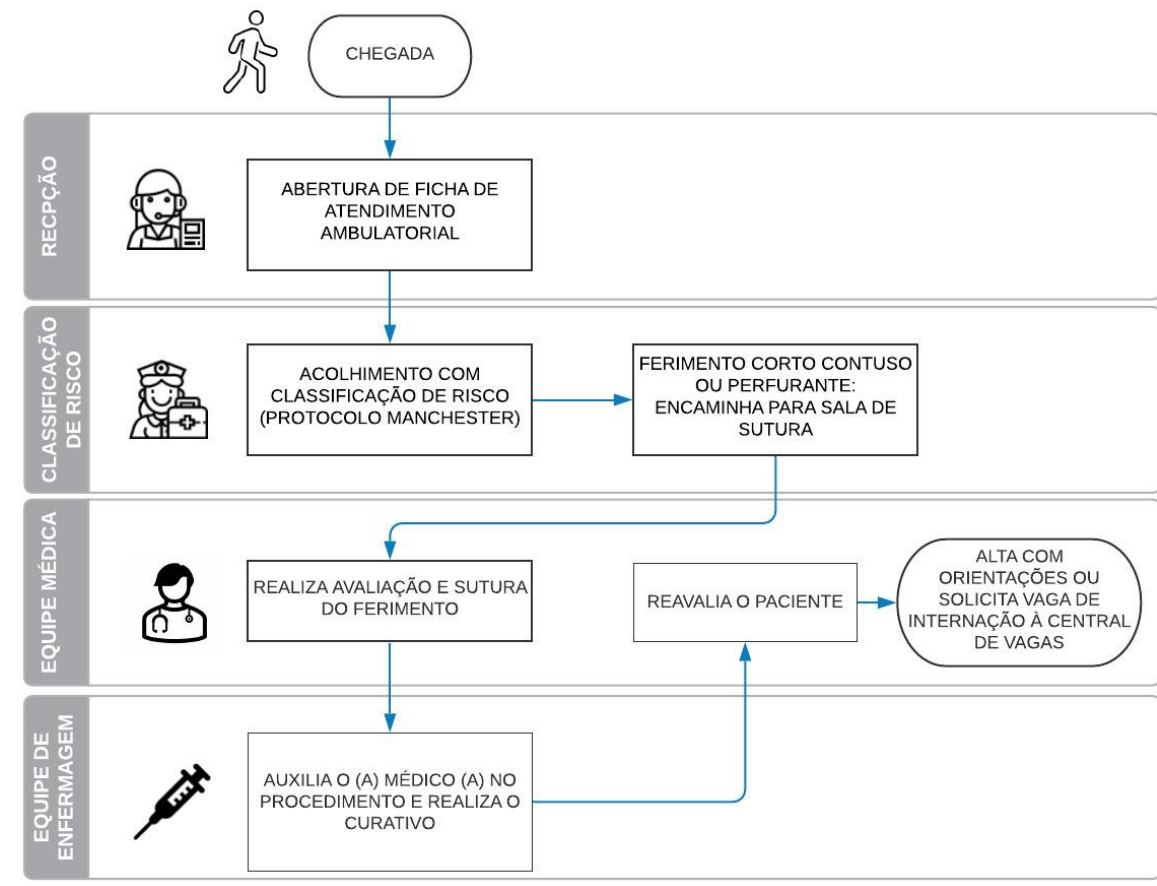 CHEGADA
RECPÇÃO
ABERTURA DE FICHA DE
ATENDIMENTO
AMBULATORIAL
CLASSIFICAÇÃO
DE RISCO
ACOLHIMENTO COM
CLASSIFICAÇÃO DE RISCO
(PROTOCOLO MANCHESTER)
FERIMENTO CORTO CONTUSO
OU PERFURANTE:
ENCAMINHA PARA SALA DE
SUTURA
EQUIPE MÉDICA
REALIZA AVALIAÇÃO E SUTURA
DO FERIMENTO
REAVALIA O PACIENTE
ALTA COM
ORIENTAÇÕES OU
SOLICITA VAGA DE
INTERNAÇÃO À CENTRAL
DE VAGAS
EQUIPE DE
ENFERMAGEM
AUXILIA O (A) MÉDICO (A) NO
PROCEDIMENTO E REALIZA O
CURATIVO